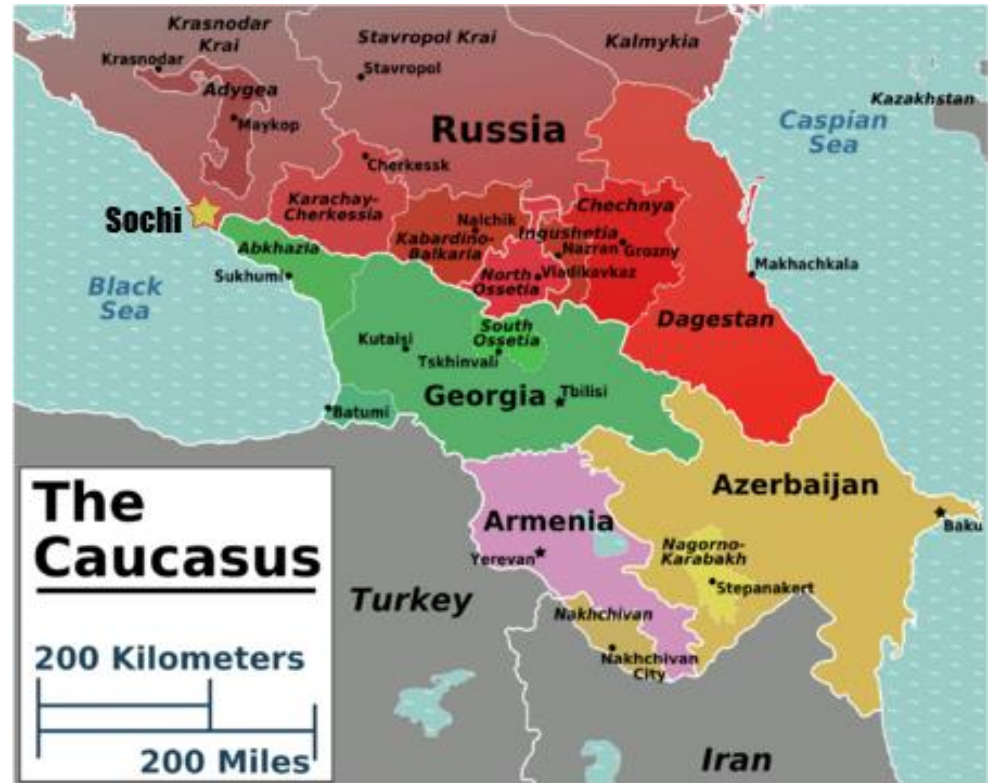 Krasnodar
Krai
Stavropol Krai
Kalmykia
Krasnodar
Stavropol
Adygea
Maykop
Kazakhstan
Russia
Caspian
Sea
Cherkessk
Sochi
Karachay-
Cherkessia
Nalchik
Kabardino-
Balkaria
Chechnya
Ingushetia
Nazran
Grozny
Abkhazia
Sukhumi
North
Ossetia
Vladikavkaz
Makhachkala
Black
Sea
Dagestan
Kutaisi
South
Ossetia
Tskhinvali
Georgia
Tbilisi
Batumi
Azerbaijan
Baku
Armenia
Yerevan
Nagorno-
Karabakh
Stepanakert
Turkey
Nakhchivan
Nakhchivan
City
Iran
The
Caucasus
200 Kilometers
200 Miles